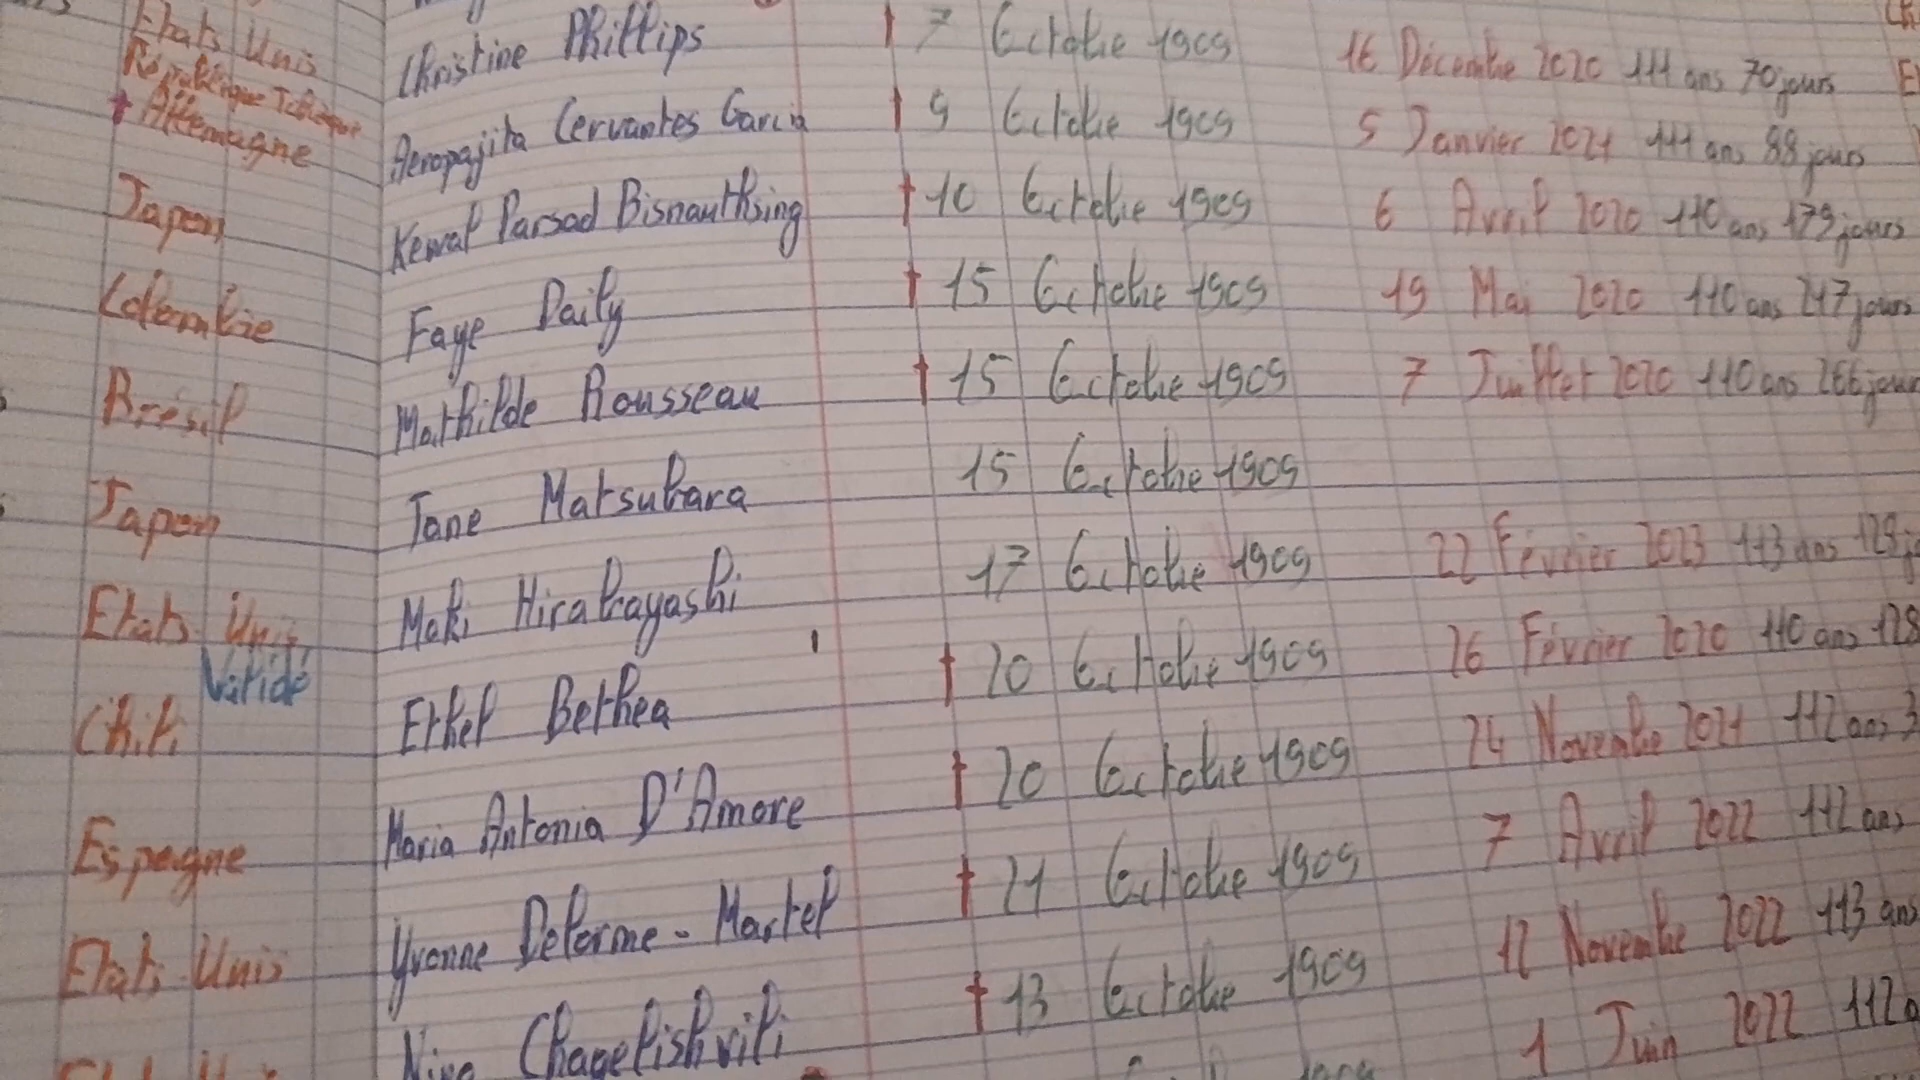 Etats Unis
République Tchèque
† Allemagne
Japon
Colombie
Brésil
Japon
Etats Unis
Validé
Chili
Espagne
Etats Unis
Christine Phillips † 7 Octobre 1909 16 Décembre 2020 111 ans 70 jours
Aeropajita Cervantes Garcia † 9 Octobre 1909 5 Janvier 2021 111 ans 88 jours
Kewal Parsad Bisnauthsing † 10 Octobre 1909 6 Avril 2020 110 ans 179 jours
Faye Daily † 15 Octobre 1909 19 Mai 2020 110 ans 217 jours
Mathilde Rousseau † 15 Octobre 1909 7 Juillet 2020 110 ans 266 jours
Jane Matsubara 15 Octobre 1909
Moki Hirabayashi 17 Octobre 1909 22 Février 2023 113 ans
Ethel Bethea † 20 Octobre 1909 26 Février 2020 110 ans 128
Maria Antonia D'Amore † 20 Octobre 1909 24 Novembre 2021 112 ans 3
Yvonne Delorme - Martel † 21 Octobre 1909 7 Avril 2022 112 ans
Nina Chagelishvili † 13 Octobre 1909 12 Novembre 2022 113 ans
1 Juin 2022 112 a